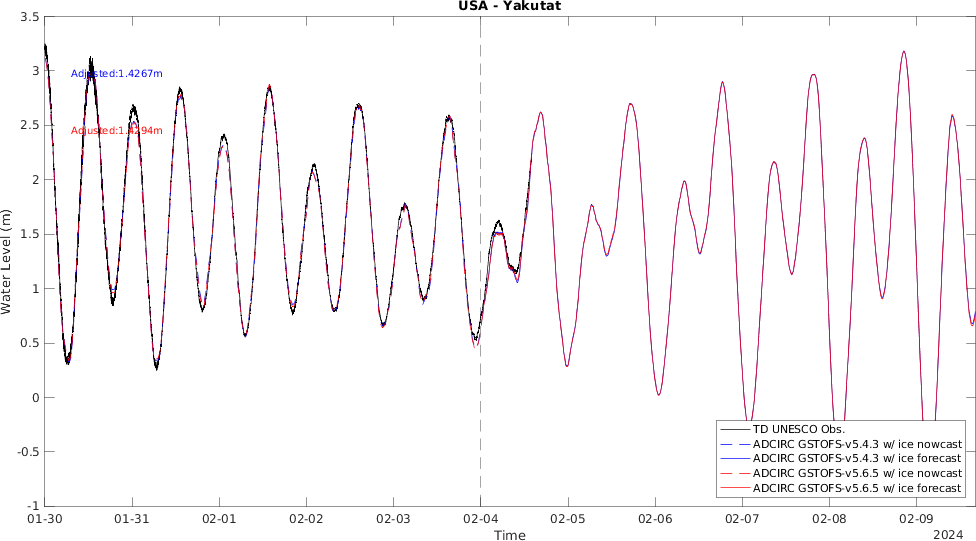 USA - Yakutat
3.5
3
2.5
2
1.5
1
0.5
0
-0.5
-1
Water Level (m)
Adjusted:1.4267m
Adjusted:1.4294m
TD UNESCO Obs.
ADCIRC GSTOFS-v5.4.3 w/ ice nowcast
ADCIRC GSTOFS-v5.4.3 w/ ice forecast
ADCIRC GSTOFS-v5.6.5 w/ ice nowcast
ADCIRC GSTOFS-v5.6.5 w/ ice forecast
01-30 01-31 02-01 02-02 02-03 02-04 02-05 02-06 02-07 02-08 02-09
Time
2024